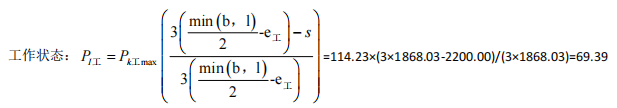 工作状态： P_{l工} = P_{k工max} ( (3(min(b，l)/2 -e_工)-s) / (3(min(b，l)/2 -e_工)) ) =114.23×(3×1868.03-2200.00)/(3×1868.03)=69.39